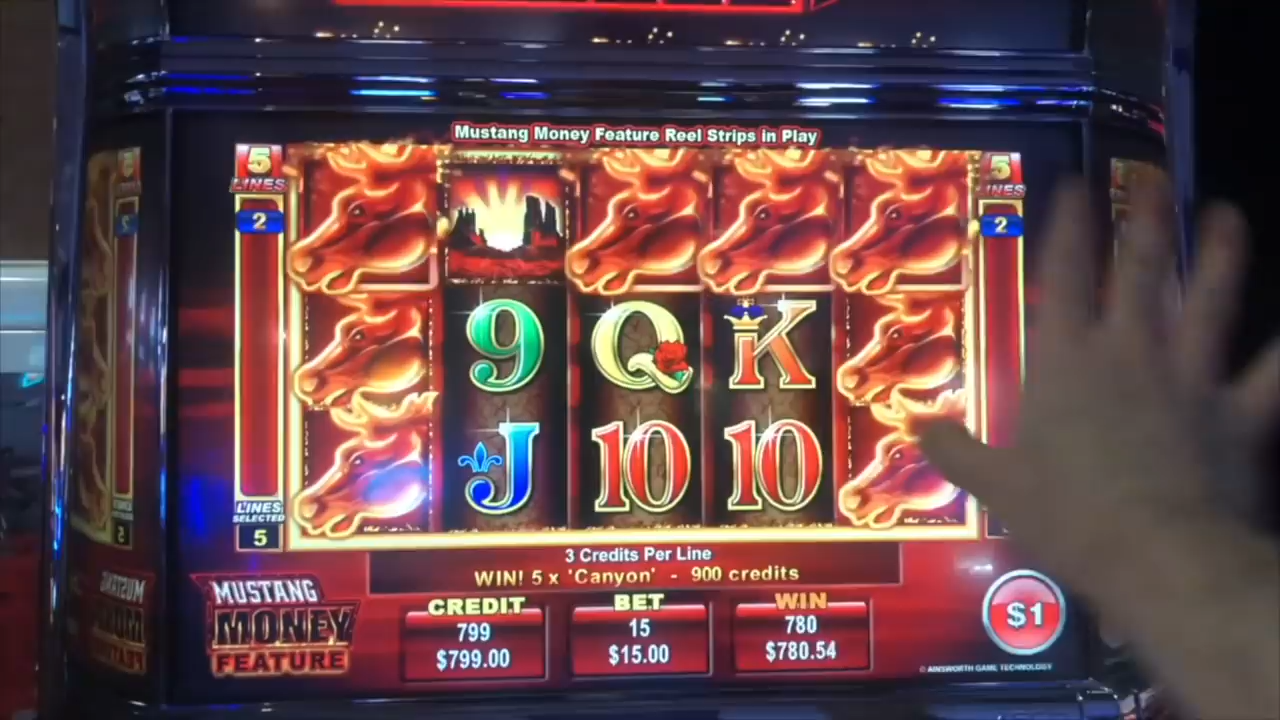 Mustang Money Feature Reel Strips in Play
5
LINES
2
5
LINES
2
9
Q
K
J
10
10
LINES
SELECTED
5
3 Credits Per Line
WIN! 5 x 'Canyon' - 900 credits
MUSTANG
MONEY
FEATURE
CREDIT
799
$799.00
BET
15
$15.00
WIN
780
$780.54
$1
© AINSWORTH GAME TECHNOLOGY